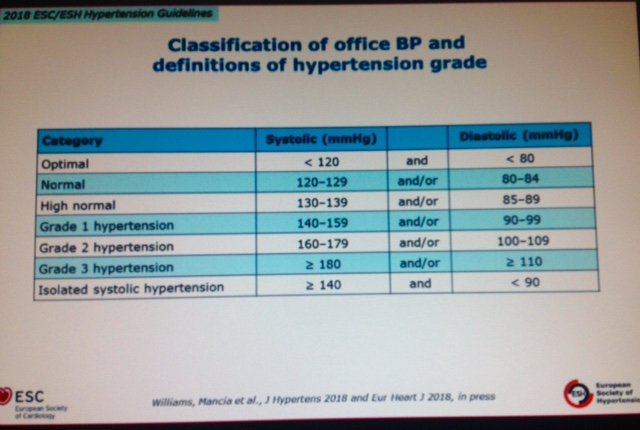 2018 ESC/ESH Hypertension Guidelines
Classification of office BP and
definitions of hypertension grade
Category Systolic (mmHg) Diastolic (mmHg)
Optimal < 120 and < 80
Normal 120–129 and/or 80–84
High normal 130–139 and/or 85–89
Grade 1 hypertension 140–159 and/or 90–99
Grade 2 hypertension 160–179 and/or 100–109
Grade 3 hypertension ≥ 180 and/or ≥ 110
Isolated systolic hypertension ≥ 140 and < 90
ESC
European Society
of Cardiology
Williams, Mancia et al., J Hypertens 2018 and Eur Heart J 2018, in press
ESH
European
Society of
Hypertensio